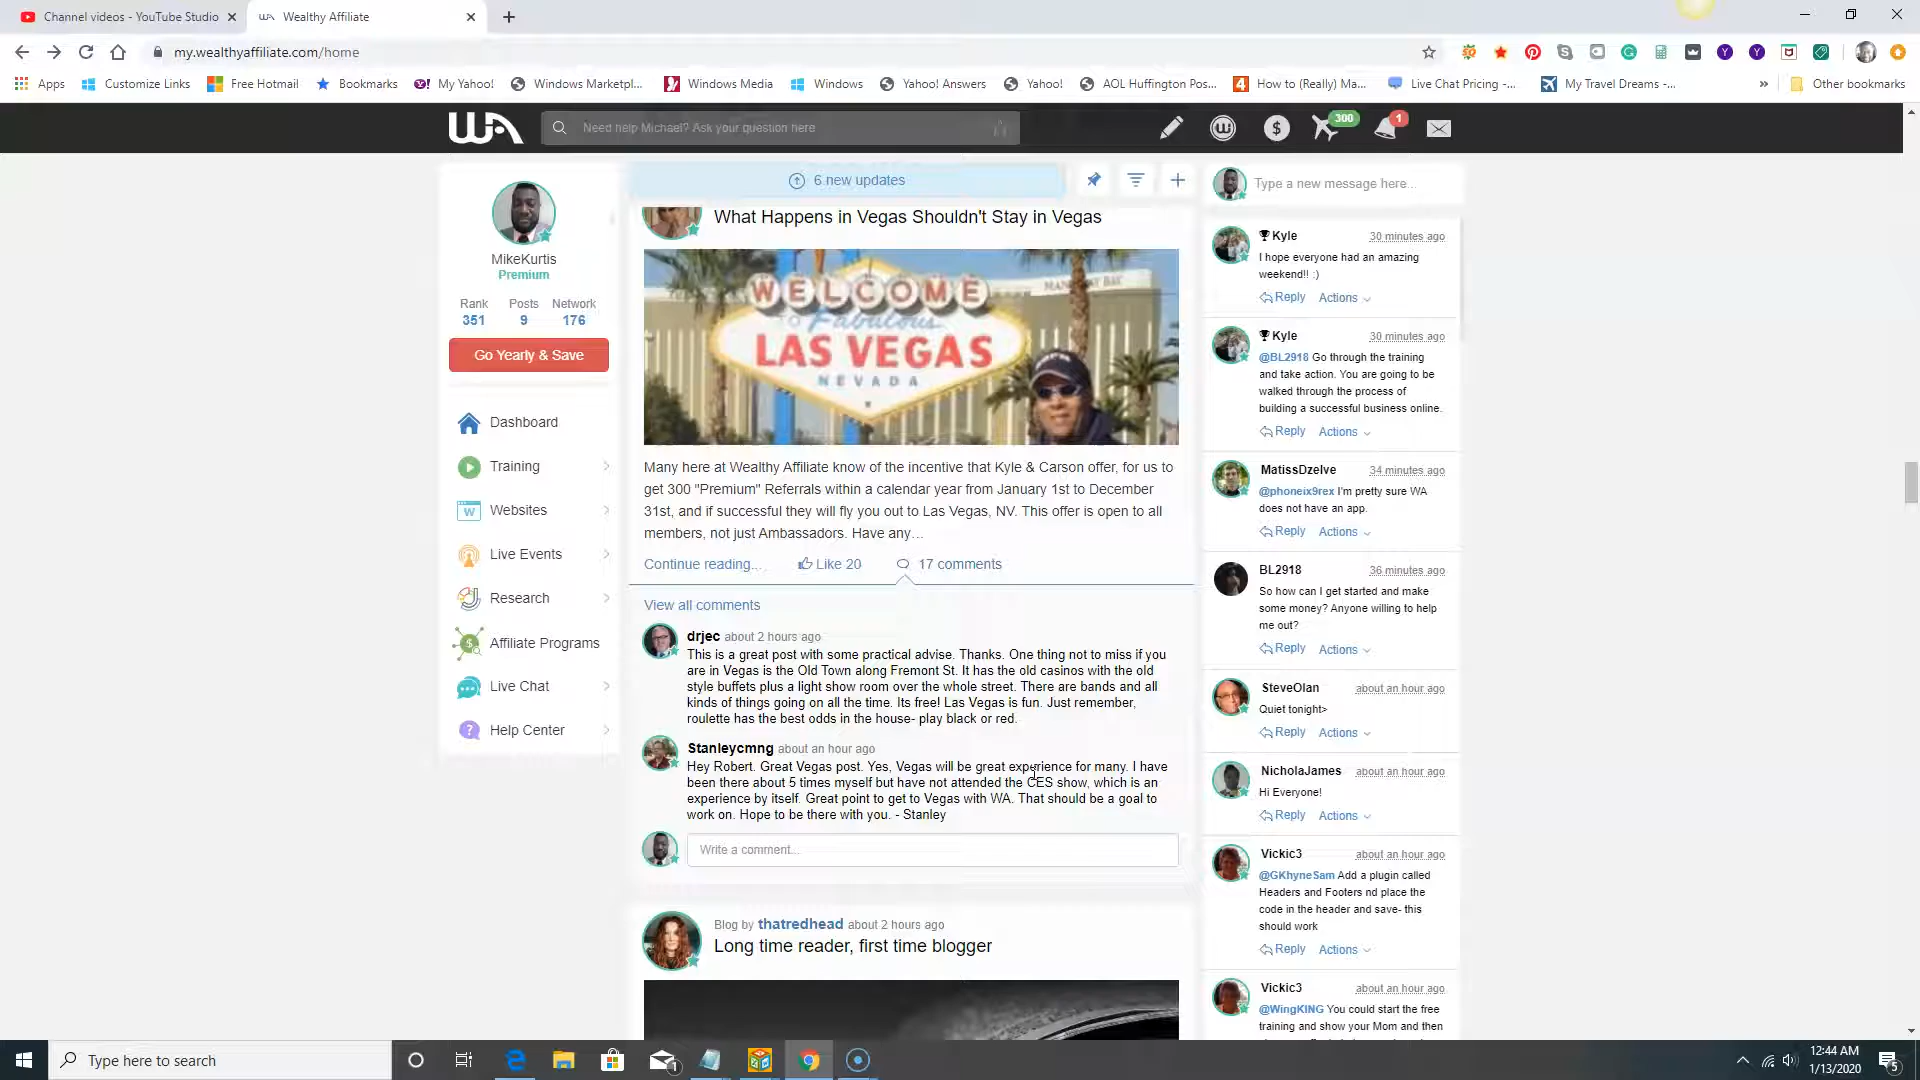 Channel videos - YouTube Studio
Wealthy Affiliate
my.wealthyaffiliate.com/home
Apps
Customize Links
Free Hotmail
Bookmarks
My Yahoo!
Windows Marketpl...
Windows Media
Windows
Yahoo! Answers
Yahoo!
AOL Huffington Pos...
How to (Really) Ma...
Live Chat Pricing -...
My Travel Dreams -...
Other bookmarks
WA
Need help Michael? Ask your question here
300
1
MikeKurtis
Premium
Rank Posts Network
351 9 176
Go Yearly & Save
Dashboard
Training
Websites
Live Events
Research
Affiliate Programs
Live Chat
Help Center
6 new updates
What Happens in Vegas Shouldn't Stay in Vegas
WELCOME
TO Fabulous
LAS VEGAS
NEVADA
Many here at Wealthy Affiliate know of the incentive that Kyle & Carson offer, for us to
get 300 "Premium" Referrals within a calendar year from January 1st to December
31st, and if successful they will fly you out to Las Vegas, NV. This offer is open to all
members, not just Ambassadors. Have any…
Continue reading... Like 20 17 comments
View all comments
drjec about 2 hours ago
This is a great post with some practical advise. Thanks. One thing not to miss if you
are in Vegas is the Old Town along Fremont St. It has the old casinos with the old
style buffets plus a light show room over the whole street. There are bands and all
kinds of things going on all the time. Its free! Las Vegas is fun. Just remember,
roulette has the best odds in the house- play black or red.
Stanleycmng about an hour ago
Hey Robert. Great Vegas post. Yes, Vegas will be great experience for many. I have
been there about 5 times myself but have not attended the CES show, which is an
experience by itself. Great point to get to Vegas with WA. That should be a goal to
work on. Hope to be there with you. - Stanley
Write a comment...
Blog by thatredhead about 2 hours ago
Long time reader, first time blogger
Type a new message here...
Kyle 30 minutes ago
I hope everyone had an amazing
weekend!! :)
Reply Actions
Kyle 30 minutes ago
@BL2918 Go through the training
and take action. You are going to be
walked through the process of
building a successful business online.
Reply Actions
MatissDzelve 34 minutes ago
@phoneix9rex I'm pretty sure WA
does not have an app.
Reply Actions
BL2918 36 minutes ago
So how can I get started and make
some money? Anyone willing to help
me out?
Reply Actions
SteveOlan about an hour ago
Quiet tonight>
Reply Actions
NicholaJames about an hour ago
Hi Everyone!
Reply Actions
Vickic3 about an hour ago
@GKhyneSam Add a plugin called
Headers and Footers nd place the
code in the header and save- this
should work
Reply Actions
Vickic3 about an hour ago
@WingKING You could start the free
training and show your Mom and then
Type here to search
12:44 AM
1/13/2020